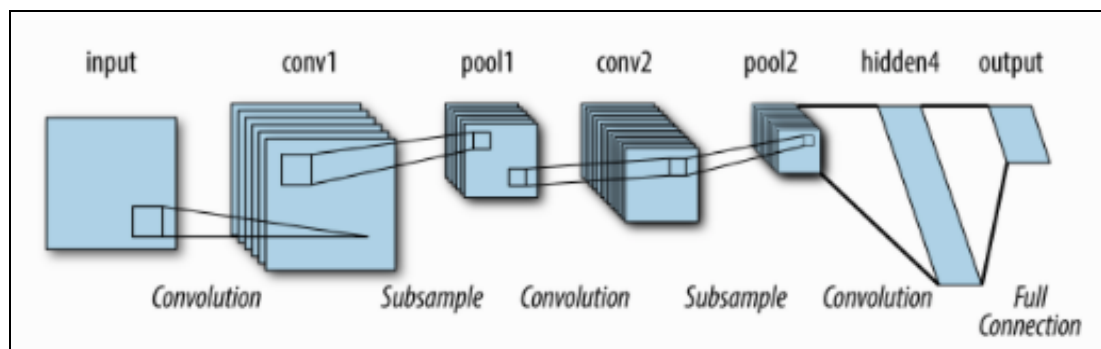 input conv1 pool1 conv2 pool2 hidden4 output
Convolution Subsample Convolution Subsample Convolution Full
Connection